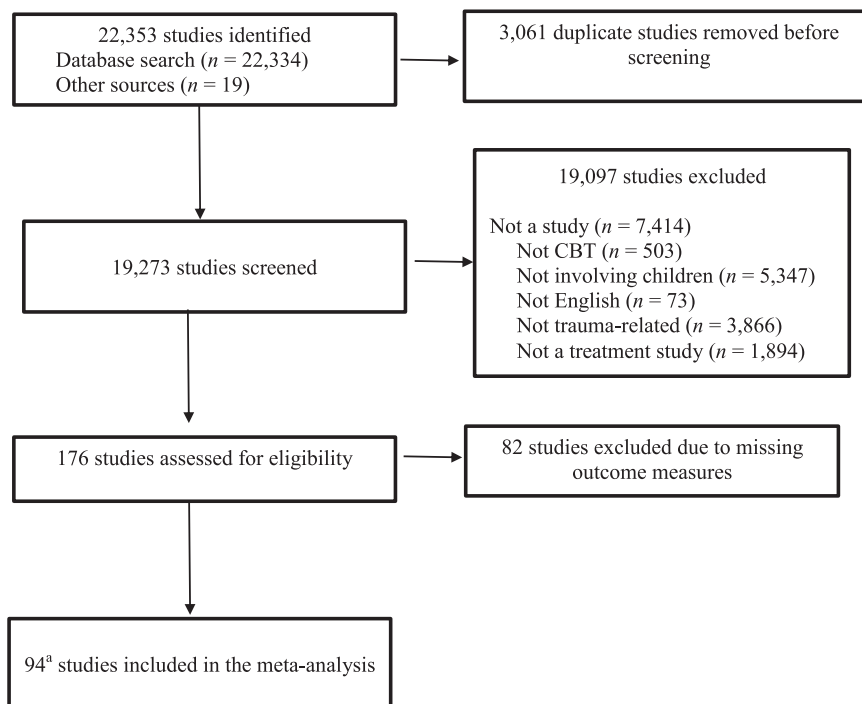 22,353 studies identified
Database search (n = 22,334)
Other sources (n = 19)
3,061 duplicate studies removed before
screening
19,273 studies screened
19,097 studies excluded
Not a study (n = 7,414)
Not CBT (n = 503)
Not involving children (n = 5,347)
Not English (n = 73)
Not trauma-related (n = 3,866)
Not a treatment study (n = 1,894)
176 studies assessed for eligibility
82 studies excluded due to missing
outcome measures
94ª studies included in the meta-analysis